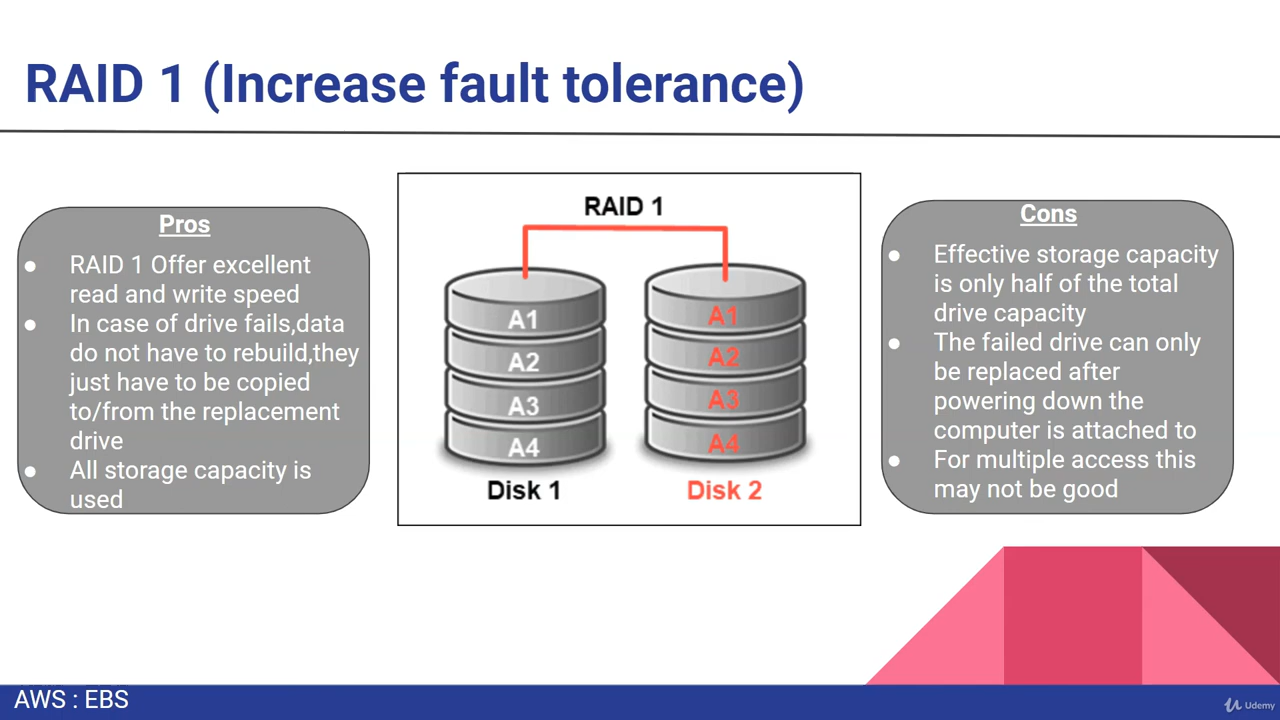 RAID 1 (Increase fault tolerance)
Pros
RAID 1 Offer excellent
read and write speed
In case of drive fails,data
do not have to rebuild,they
just have to be copied
to/from the replacement
drive
All storage capacity is
used
RAID 1
A1
A2
A3
A4
Disk 1
A1
A2
A3
A4
Disk 2
Cons
Effective storage capacity
is only half of the total
drive capacity
The failed drive can only
be replaced after
powering down the
computer is attached to
For multiple access this
may not be good
AWS : EBS
Udemy